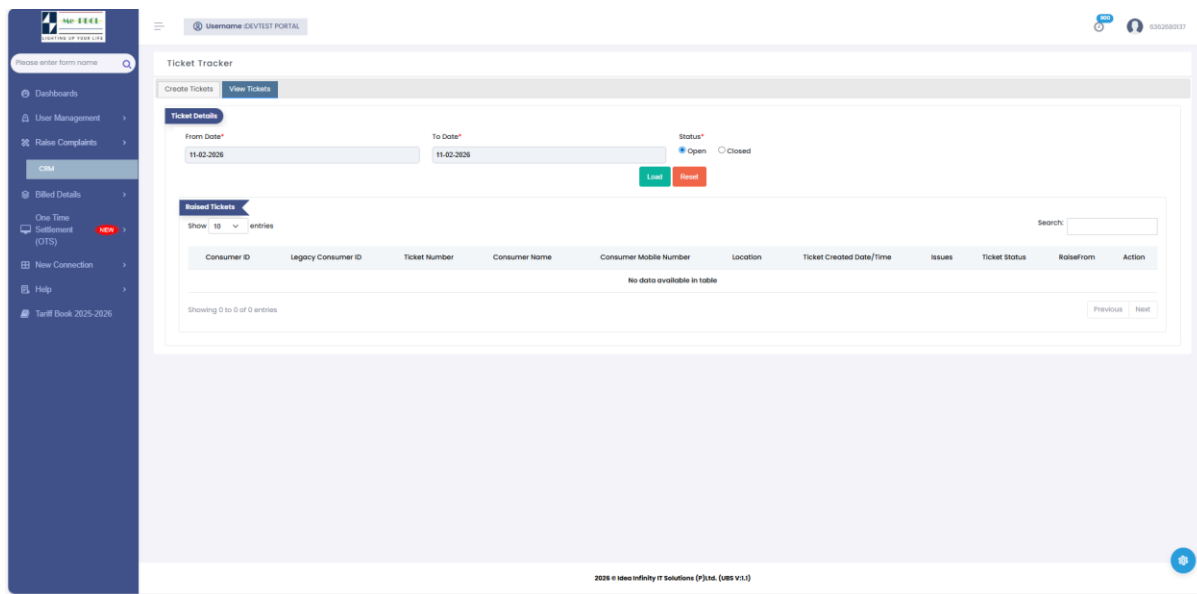 Me-PDCL
LIGHTING UP YOUR LIFE
Username :DEVTEST PORTAL
900
6362680137
Please enter form name
Dashboards
User Management
Raise Complaints
CRM
Billed Details
One Time
Settlement
(OTS)
NEW
New Connection
Help
Tariff Book 2025-2026
Ticket Tracker
Create Tickets View Tickets
Ticket Details
From Date* To Date* Status*
11-02-2026 11-02-2026 Open Closed
Load Reset
Raised Tickets
Show 10 entries Search:
Consumer ID Legacy Consumer ID Ticket Number Consumer Name Consumer Mobile Number Location Ticket Created Date/Time Issues Ticket Status RaiseFrom Action
No data available in table
Showing 0 to 0 of 0 entries Previous Next
2026 © Idea Infinity IT Solutions (P)Ltd. (UBS V:1.1)